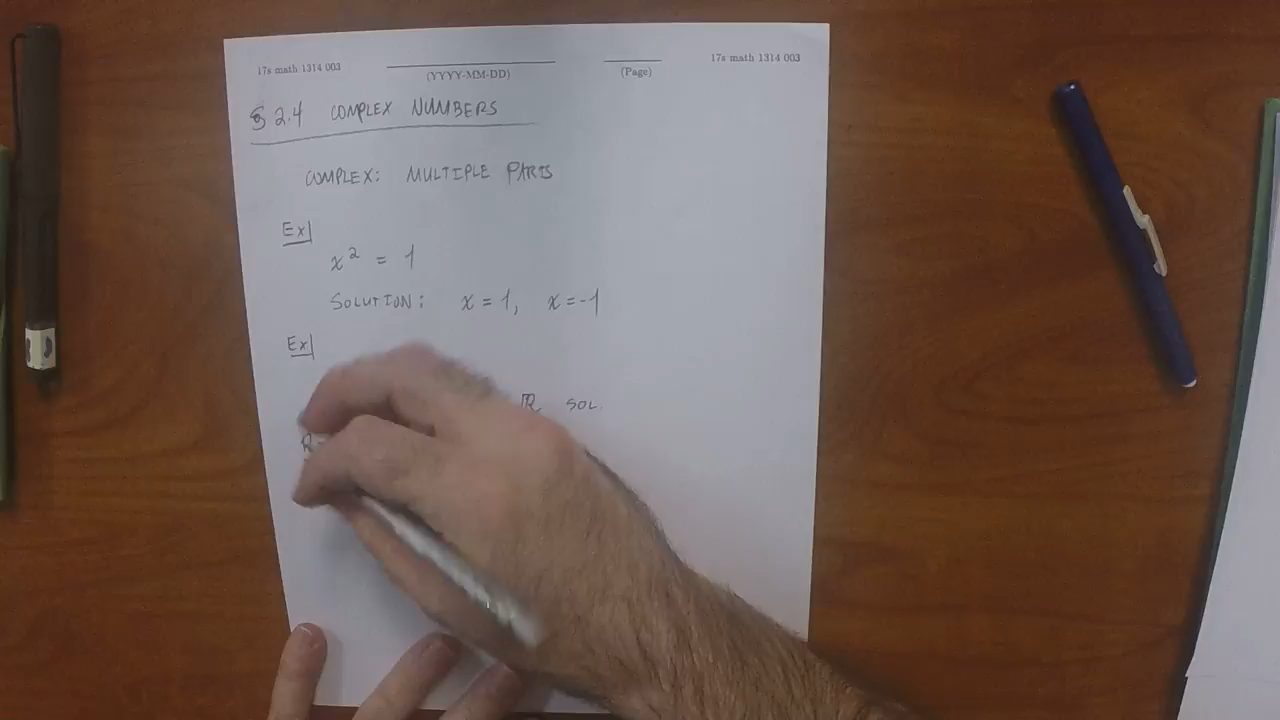 17s math 1314 003 (YYYY-MM-DD) (Page) 17s math 1314 003
§ 2.4 COMPLEX NUMBERS
COMPLEX: MULTIPLE PARTS
Ex
x² = 1
SOLUTION: x = 1, x = -1
Ex
ℝ SOL.